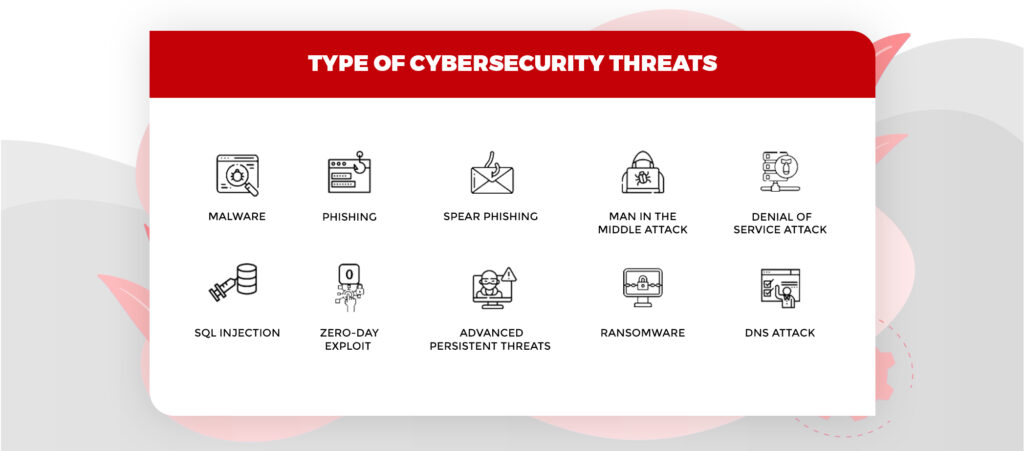 TYPE OF CYBERSECURITY THREATS
MALWARE
PHISHING
SPEAR PHISHING
MAN IN THE
MIDDLE ATTACK
DENIAL OF
SERVICE ATTACK
0
SQL INJECTION
ZERO-DAY
EXPLOIT
ADVANCED
PERSISTENT THREATS
RANSOMWARE
DNS ATTACK